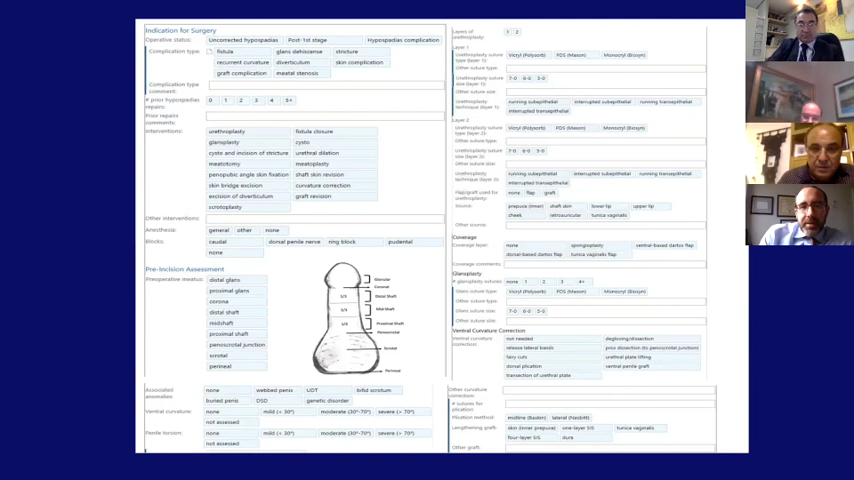 Indication for Surgery
Operative status: Uncorrected hypospadias Post-1st stage Hypospadias complication
Complication type: fistula glans dehiscense stricture
recurrent curvature diverticulum skin complication
graft complication meatal stenosis
Complication type
comment:
# prior hypospadias
repairs: 0 1 2 3 4 5+
Prior repairs
comments:
Interventions: urethroplasty fistula closure
glansplasty cysto
cysto and incision of stricture urethral dilation
meatotomy meatoplasty
penopubic angle skin fixation shaft skin revision
skin bridge excision curvature correction
excision of diverticulum graft revision
scrotoplasty
Other interventions:
Anesthesia: general other none
Blocks: caudal dorsal penile nerve ring block pudental
none
Pre-Incision Assessment
Preoperative meatus: distal glans
proximal glans
corona
distal shaft
midshaft
proximal shaft
penoscrotal junction
scrotal
perineal
Glanular
Coronal
Distal Shaft
Mid Shaft
Proximal Shaft
Penoscrotal
Scrotal
Perineal
Associated
anomalies: none webbed penis UDT bifid scrotum
buried penis DSD genetic disorder
Ventral curvature: none mild (< 30° ) moderate (30°-70°) severe (> 70°)
not assessed
Penile torsion: none mild (< 30° ) moderate (30°-70°) severe (> 70°)
not assessed
Layers of
urethroplasty: 1 2
Layer 1
Urethroplasty suture
type (layer 1): Vicryl (Polysorb) PDS (Maxon) Monocryl (Biosyn)
Other suture type:
Urethroplasty suture
size (layer 1): 7-0 6-0 5-0
Other suture size:
Urethroplasty
technique (layer 1): running subepithelial interrupted subepithelial running transepithelial
interrupted transepithelial
Layer 2
Urethroplasty suture
type (layer 2): Vicryl (Polysorb) PDS (Maxon) Monocryl (Biosyn)
Other suture type:
Urethroplasty suture
size (layer 2): 7-0 6-0 5-0
Other suture size:
Urethroplasty
technique (layer 2): running subepithelial interrupted subepithelial running transepithelial
interrupted transepithelial
Flap/graft used for
urethroplasty: none flap graft
Source: prepuce (inner) shaft skin lower lip upper lip
cheek retroauricular tunica vaginalis
Other source:
Coverage
Coverage layer: none spongioplasty ventral-based dartos flap
dorsal-based dartos flap tunica vaginalis flap
Coverage comments:
Glansplasty
# glansplasty sutures: none 1 2 3 4+
Glans suture type: Vicryl (Polysorb) PDS (Maxon) Monocryl (Biosyn)
Other suture type:
Glans suture size: 7-0 6-0 5-0
Other suture size:
Ventral Curvature Correction
Ventral curvature
correction: not needed degloving/dissection
release lateral bands prior dissection (to penoscrotal junction)
fairy cuts urethral plate lifting
dorsal plication ventral penile graft
transection of urethral plate
Other curvature
correction:
# sutures for
plication:
Plication method: midline (Baskin) lateral (Nesbitt)
Lengthening graft: skin (inner prepuce) one-layer SIS tunica vaginalis
four-layer SIS dura
Other graft: